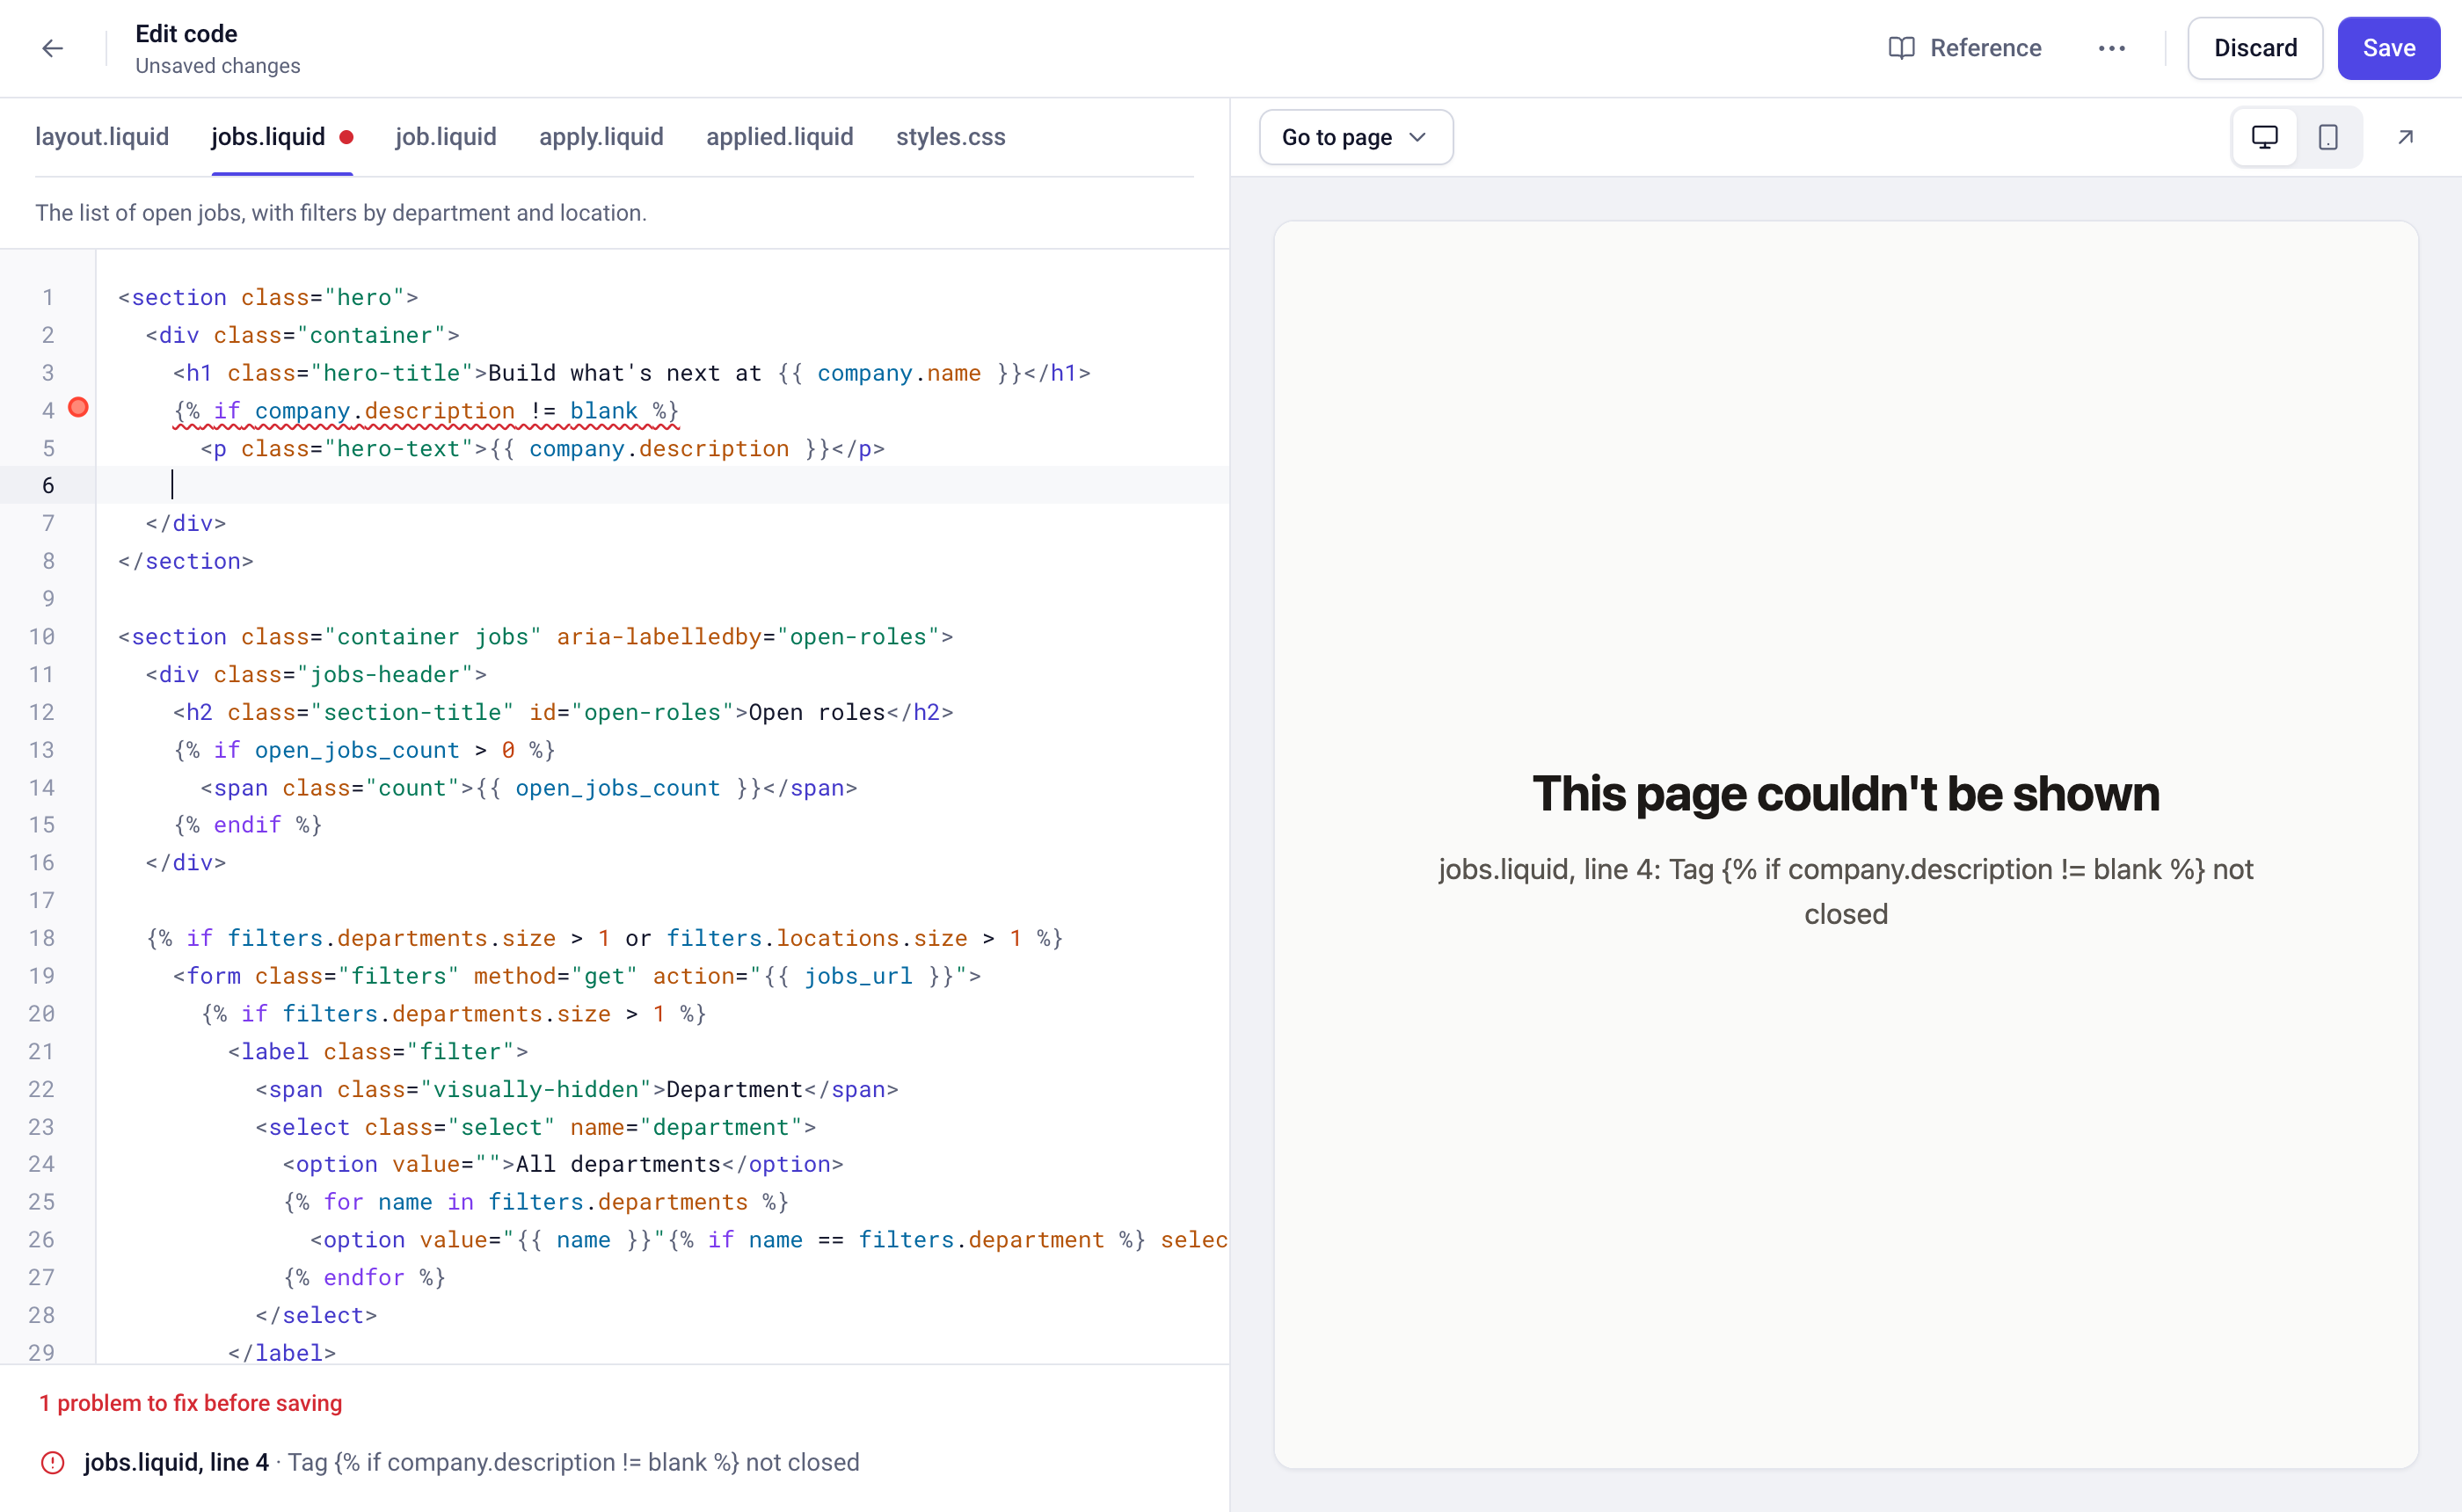 Edit code
Unsaved changes
Reference
Discard
Save
layout.liquid
jobs.liquid
job.liquid
apply.liquid
applied.liquid
styles.css
The list of open jobs, with filters by department and location.
1 <section class="hero">
2 <div class="container">
3 <h1 class="hero-title">Build what's next at {{ company.name }}</h1>
4 {% if company.description != blank %}
5 <p class="hero-text">{{ company.description }}</p>
6
7 </div>
8 </section>
9
10 <section class="container jobs" aria-labelledby="open-roles">
11 <div class="jobs-header">
12 <h2 class="section-title" id="open-roles">Open roles</h2>
13 {% if open_jobs_count > 0 %}
14 <span class="count">{{ open_jobs_count }}</span>
15 {% endif %}
16 </div>
17
18 {% if filters.departments.size > 1 or filters.locations.size > 1 %}
19 <form class="filters" method="get" action="{{ jobs_url }}">
20 {% if filters.departments.size > 1 %}
21 <label class="filter">
22 <span class="visually-hidden">Department</span>
23 <select class="select" name="department">
24 <option value="">All departments</option>
25 {% for name in filters.departments %}
26 <option value="{{ name }}"{% if name == filters.department %} selec
27 {% endfor %}
28 </select>
29 </label>
1 problem to fix before saving
jobs.liquid, line 4 · Tag {% if company.description != blank %} not closed
Go to page
This page couldn't be shown
jobs.liquid, line 4: Tag {% if company.description != blank %} not
closed